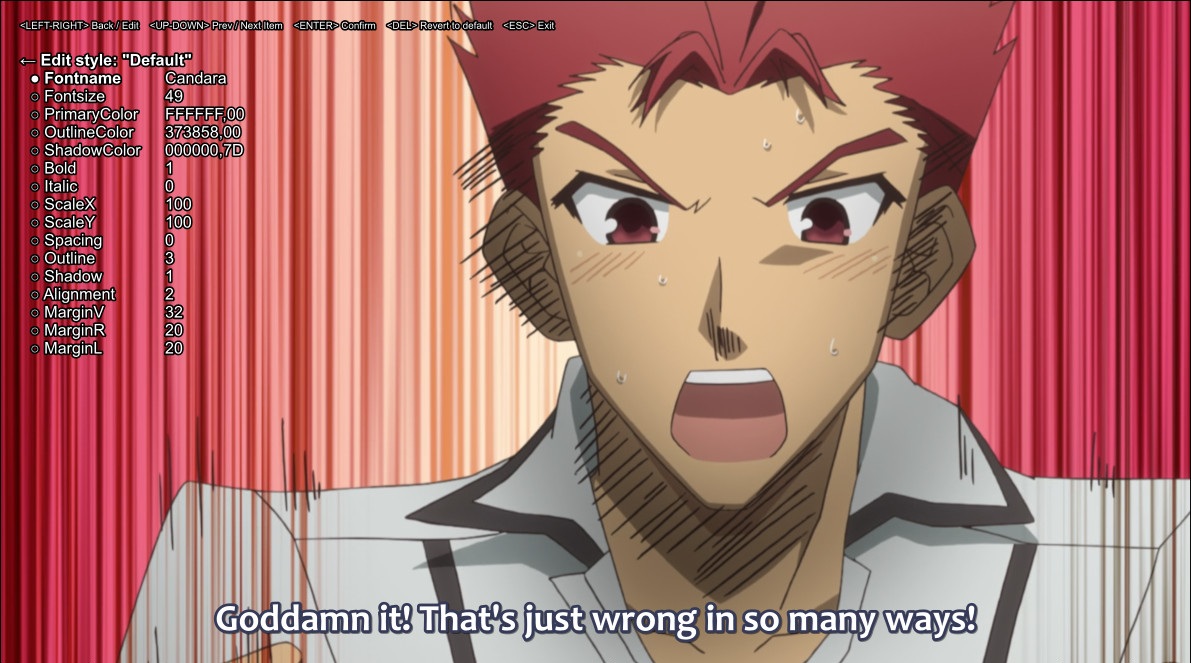 <LEFT-RIGHT> Back / Edit <UP-DOWN> Prev / Next Item <ENTER> Confirm <DEL> Revert to default <ESC> Exit
← Edit style: "Default"
● Fontname Candara
○ Fontsize 49
○ PrimaryColor FFFFFF,00
○ OutlineColor 373858,00
○ ShadowColor 000000,7D
○ Bold 1
○ Italic 0
○ ScaleX 100
○ ScaleY 100
○ Spacing 0
○ Outline 3
○ Shadow 1
○ Alignment 2
○ MarginV 32
○ MarginR 20
○ MarginL 20
Goddamn it! That's just wrong in so many ways!